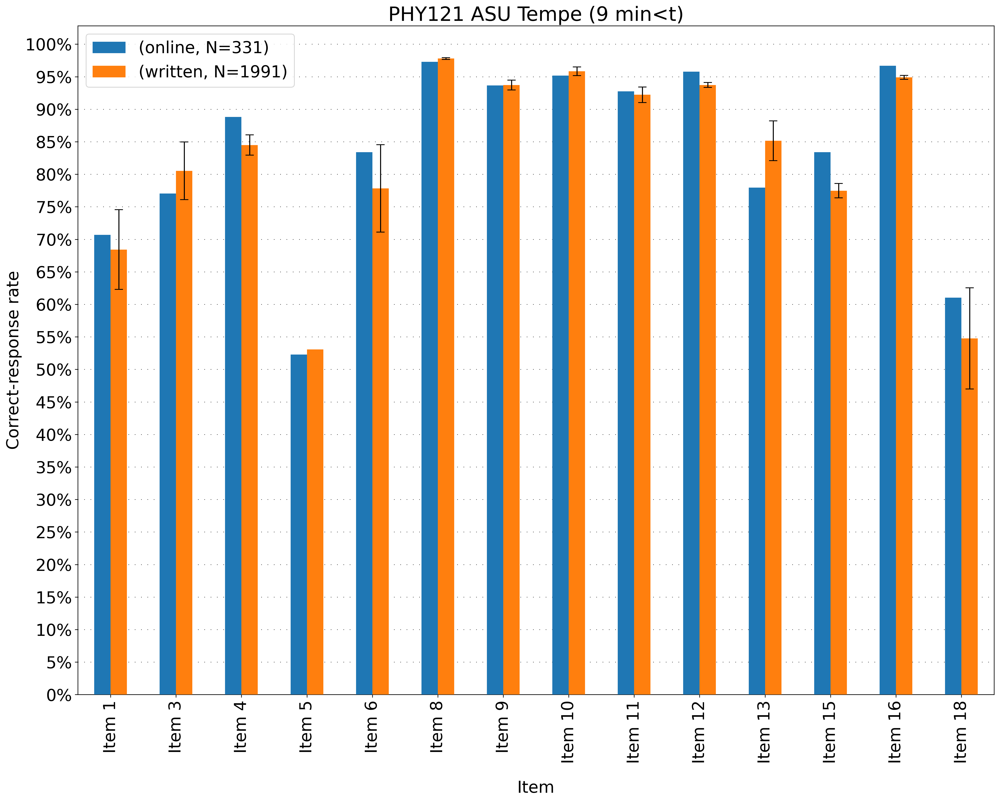 PHY121 ASU Tempe (9 min<t)
(online, N=331)
(written, N=1991)
Correct-response rate
100%
95%
90%
85%
80%
75%
70%
65%
60%
55%
50%
45%
40%
35%
30%
25%
20%
15%
10%
5%
0%
Item 1
Item 3
Item 4
Item 5
Item 6
Item 8
Item 9
Item 10
Item 11
Item 12
Item 13
Item 15
Item 16
Item 18
Item